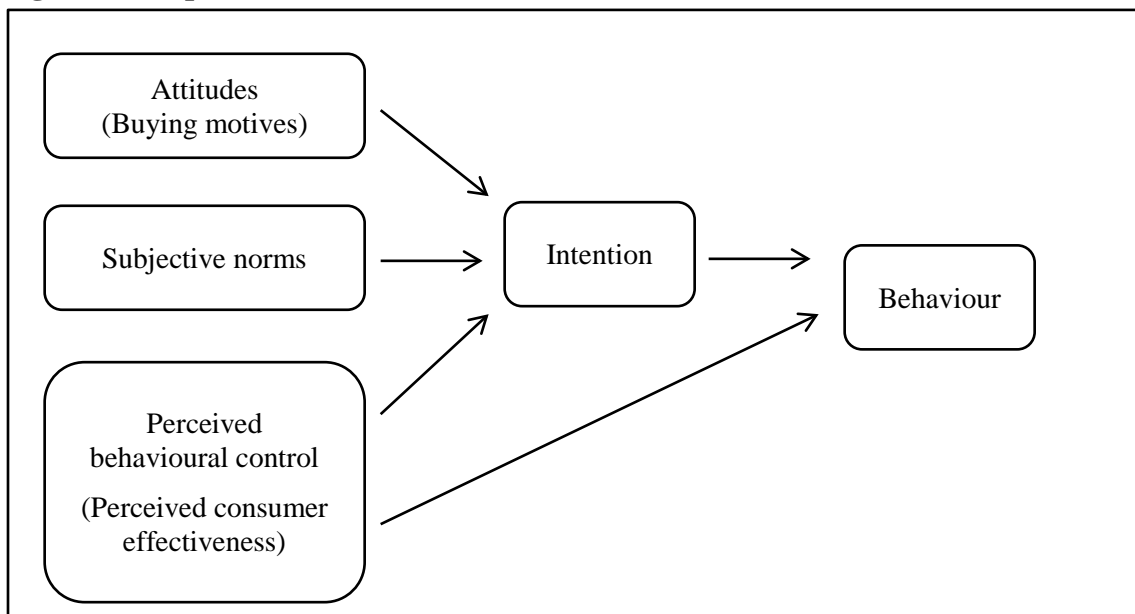 Attitudes
(Buying motives)
Subjective norms
Intention
Behaviour
Perceived
behavioural control
(Perceived consumer
effectiveness)